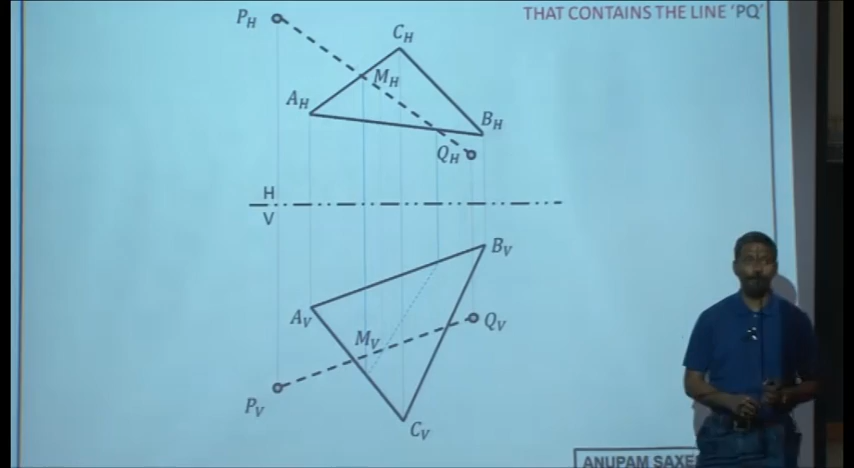 THAT CONTAINS THE LINE 'PQ'
P_H
C_H
M_H
A_H
B_H
Q_H
H
V
B_V
A_V
M_V
Q_V
P_V
C_V
ANUPAM SAXE